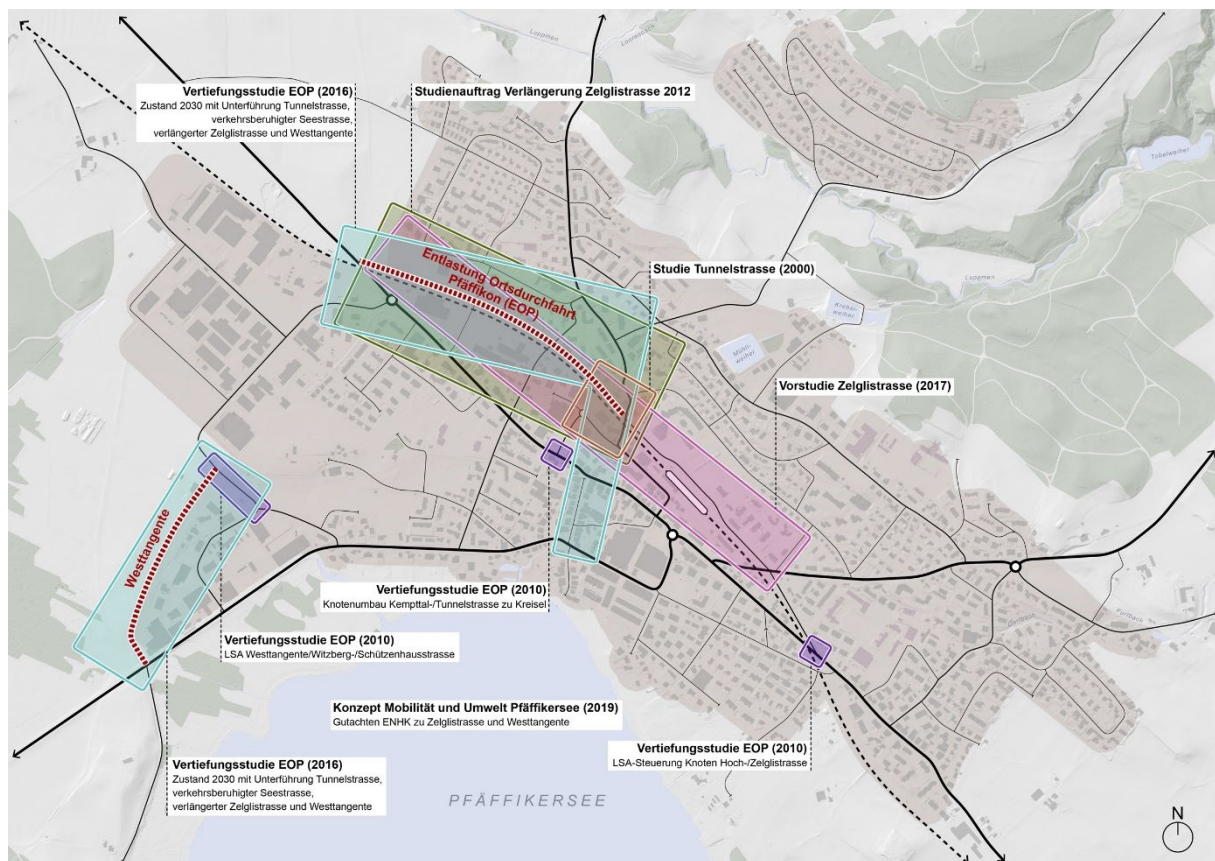 Luppmen
Vertiefungsstudie EOP (2016)
Zustand 2030 mit Unterführung Tunnelstrasse,
verkehrsberuhigter Seestrasse,
verlängerter Zelglistrasse und Westtangente
Studienauftrag Verlängerung Zelglistrasse 2012
Tobelweiher
Entlastung Ortsdurchfahrt
Pfäffikon (EOP)
Studie Tunnelstrasse (2000)
Luppmen
Mühl-
weiher
Vorstudie Zelglistrasse (2017)
Westtangente
Vertiefungsstudie EOP (2010)
Knotenumbau Kempttal-/Tunnelstrasse zu Kreisel
Vertiefungsstudie EOP (2010)
LSA Westtangente/Witzberg-/Schützenhausstrasse
Konzept Mobilität und Umwelt Pfäffikersee (2019)
Gutachten ENHK zu Zelglistrasse und Westtangente
Vertiefungsstudie EOP (2010)
LSA-Steuerung Knoten Hoch-/Zelglistrasse
Vertiefungsstudie EOP (2016)
Zustand 2030 mit Unterführung Tunnelstrasse,
verkehrsberuhigter Seestrasse,
verlängerter Zelglistrasse und Westtangente
PFÄFFIKERSEE
N